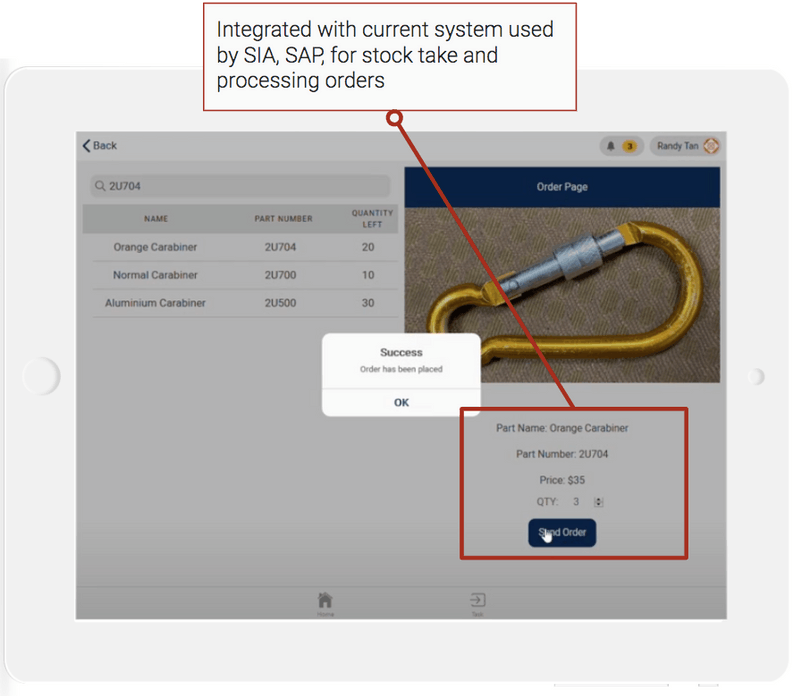 Integrated with current system used
by SIA, SAP, for stock take and
processing orders
Back
3
Randy Tan
2U704
NAME PART NUMBER QUANTITY LEFT
Orange Carabiner 2U704 20
Normal Carabiner 2U700 10
Aluminium Carabiner 2U500 30
Order Page
Success
Order has been placed
OK
Part Name: Orange Carabiner
Part Number: 2U704
Price: $35
QTY: 3
Send Order
Home
Task